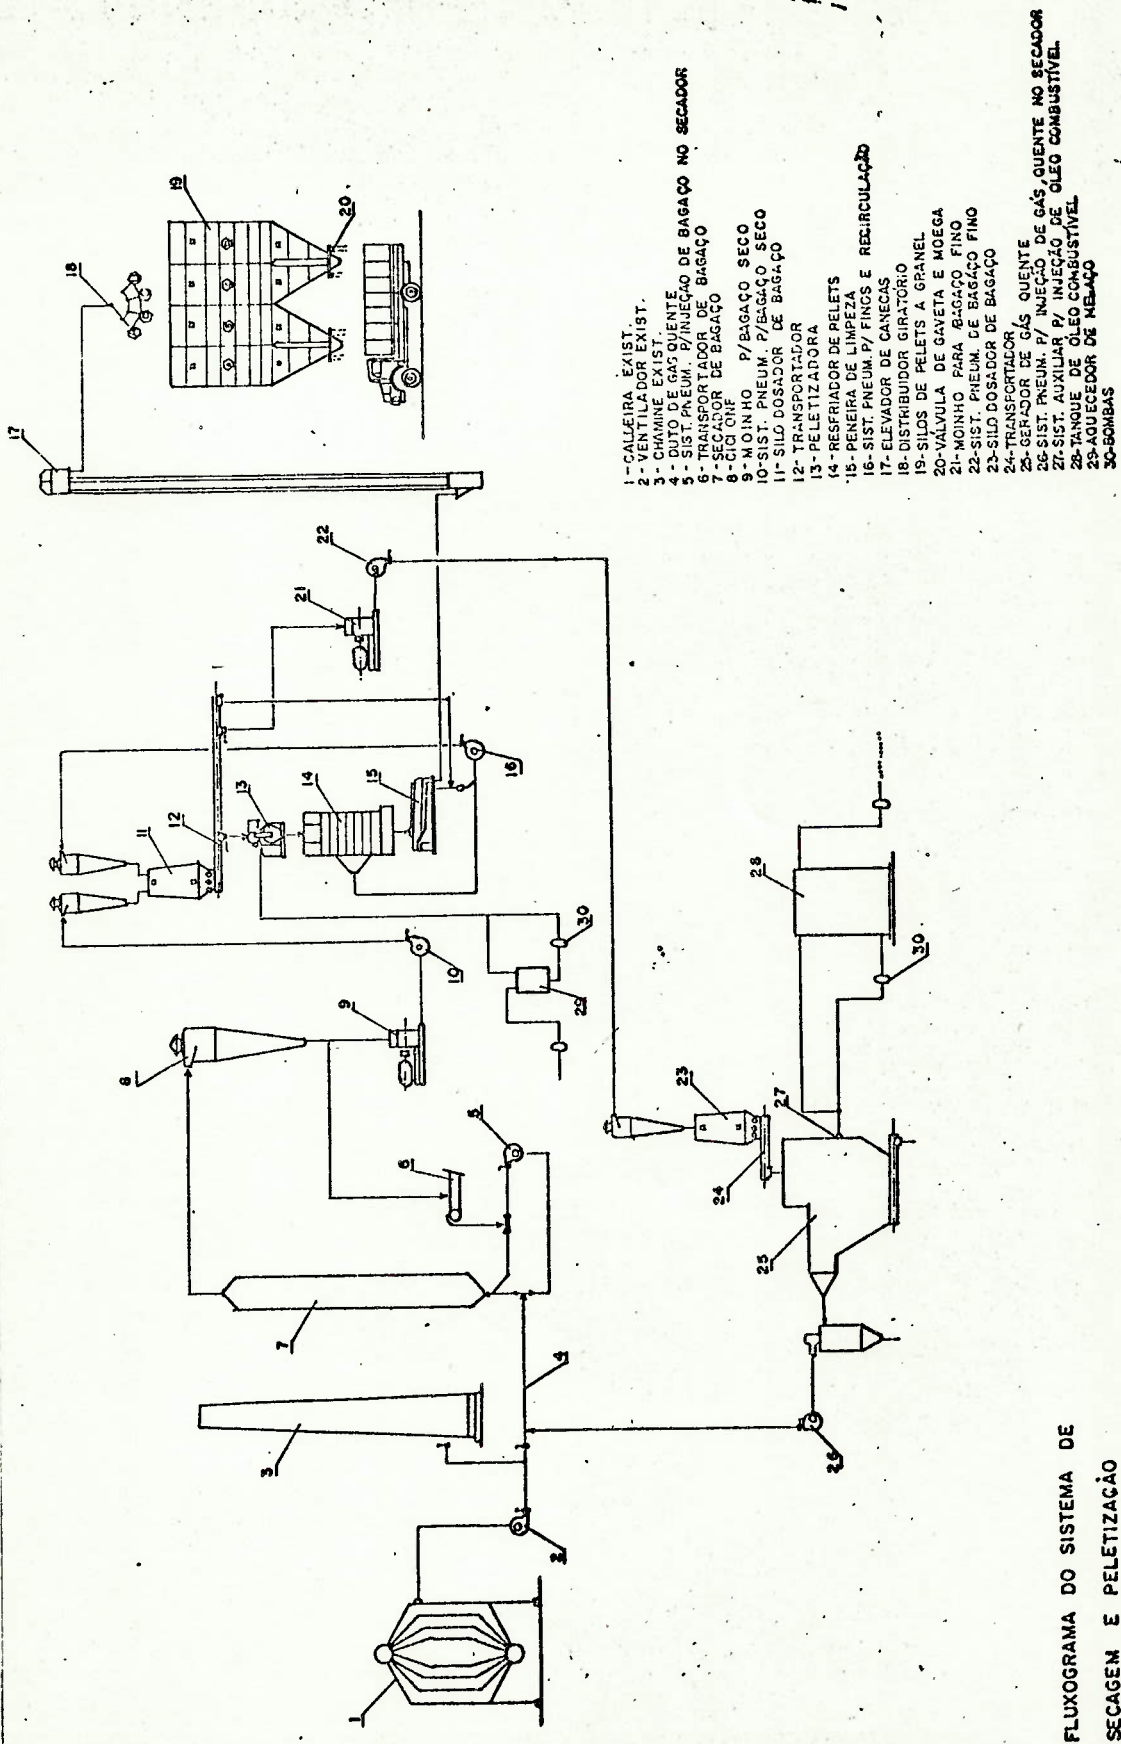 1-CALDEIRA EXIST.
2-VENTILADOR EXIST.
3-CHAMINE EXIST.
4-DUTO DE GAS QUENTE
5-SIST. PNEUM. P/INJEÇÃO DE BAGAÇO NO SECADOR
6-TRANSPORTADOR DE BAGAÇO
7-SECADOR DE BAGAÇO
8-CICLONE
9-MOINHO P/BAGAÇO SECO
10-SIST. PNEUM. P/BAGAÇO SECO
11-SILO DOSADOR DE BAGAÇO
12-TRANSPORTADOR
13-PELETIZADORA
14-RESFRIADOR DE PELETS
15-PENEIRA DE LIMPEZA
16-SIST. PNEUM. P/ FINOS E RECIRCULAÇÃO
17-ELEVADOR DE CANECAS
18-DISTRIBUIDOR GIRATORIO
19-SILOS DE PELETS A GRANEL
20-VÁLVULA DE GAVETA E MOEGA
21-MOINHO PARA BAGAÇO FINO
22-SIST. PNEUM. DE BAGAÇO FINO
23-SILO DOSADOR DE BAGAÇO
24-TRANSPORTADOR
25-GERADOR DE GÁS QUENTE
26-SIST. PNEUM. P/ INJEÇÃO DE GÁS QUENTE NO SECADOR
27-SIST. AUXILIAR P/ INJEÇÃO DE OLEO COMBUSTÍVEL
28-TANQUE DE ÓLEO COMBUSTÍVEL
29-AQUECEDOR DE MELAÇO
30-BOMBAS
1
2
3
4
5
6
7
8
9
10
11
12
13
14
15
16
17
18
19
20
21
22
23
24
25
26
27
28
29
30
30
FLUXOGRAMA DO SISTEMA DE
SECAGEM E PELETIZAÇÃO